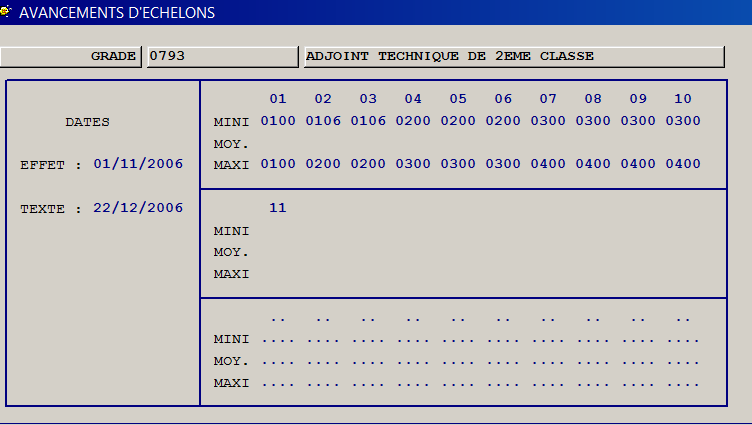 AVANCEMENTS D'ECHELONS
GRADE 0793 ADJOINT TECHNIQUE DE 2EME CLASSE
01 02 03 04 05 06 07 08 09 10
DATES
MINI 0100 0106 0106 0200 0200 0200 0300 0300 0300 0300
MOY.
EFFET : 01/11/2006
MAXI 0100 0200 0200 0300 0300 0300 0400 0400 0400 0400
TEXTE : 22/12/2006
11
MINI
MOY.
MAXI
.. .. .. .. .. .. .. .. .. ..
MINI .... .... .... .... .... .... .... .... .... ....
MOY. .... .... .... .... .... .... .... .... .... ....
MAXI .... .... .... .... .... .... .... .... .... ....